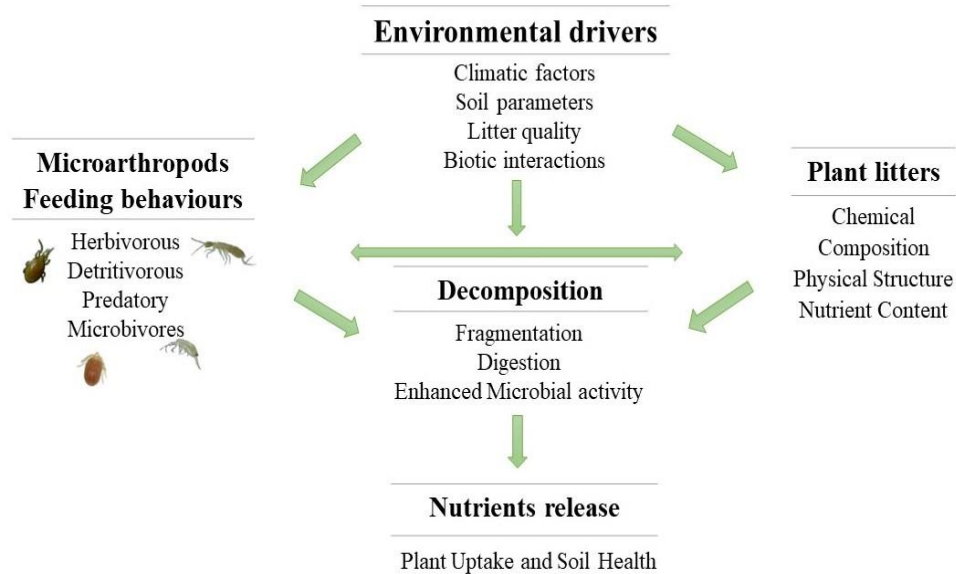 Environmental drivers
Climatic factors
Soil parameters
Litter quality
Biotic interactions
Microarthropods
Feeding behaviours
Herbivorous
Detritivorous
Predatory
Microbivores
Plant litters
Chemical
Composition
Physical Structure
Nutrient Content
Decomposition
Fragmentation
Digestion
Enhanced Microbial activity
Nutrients release
Plant Uptake and Soil Health